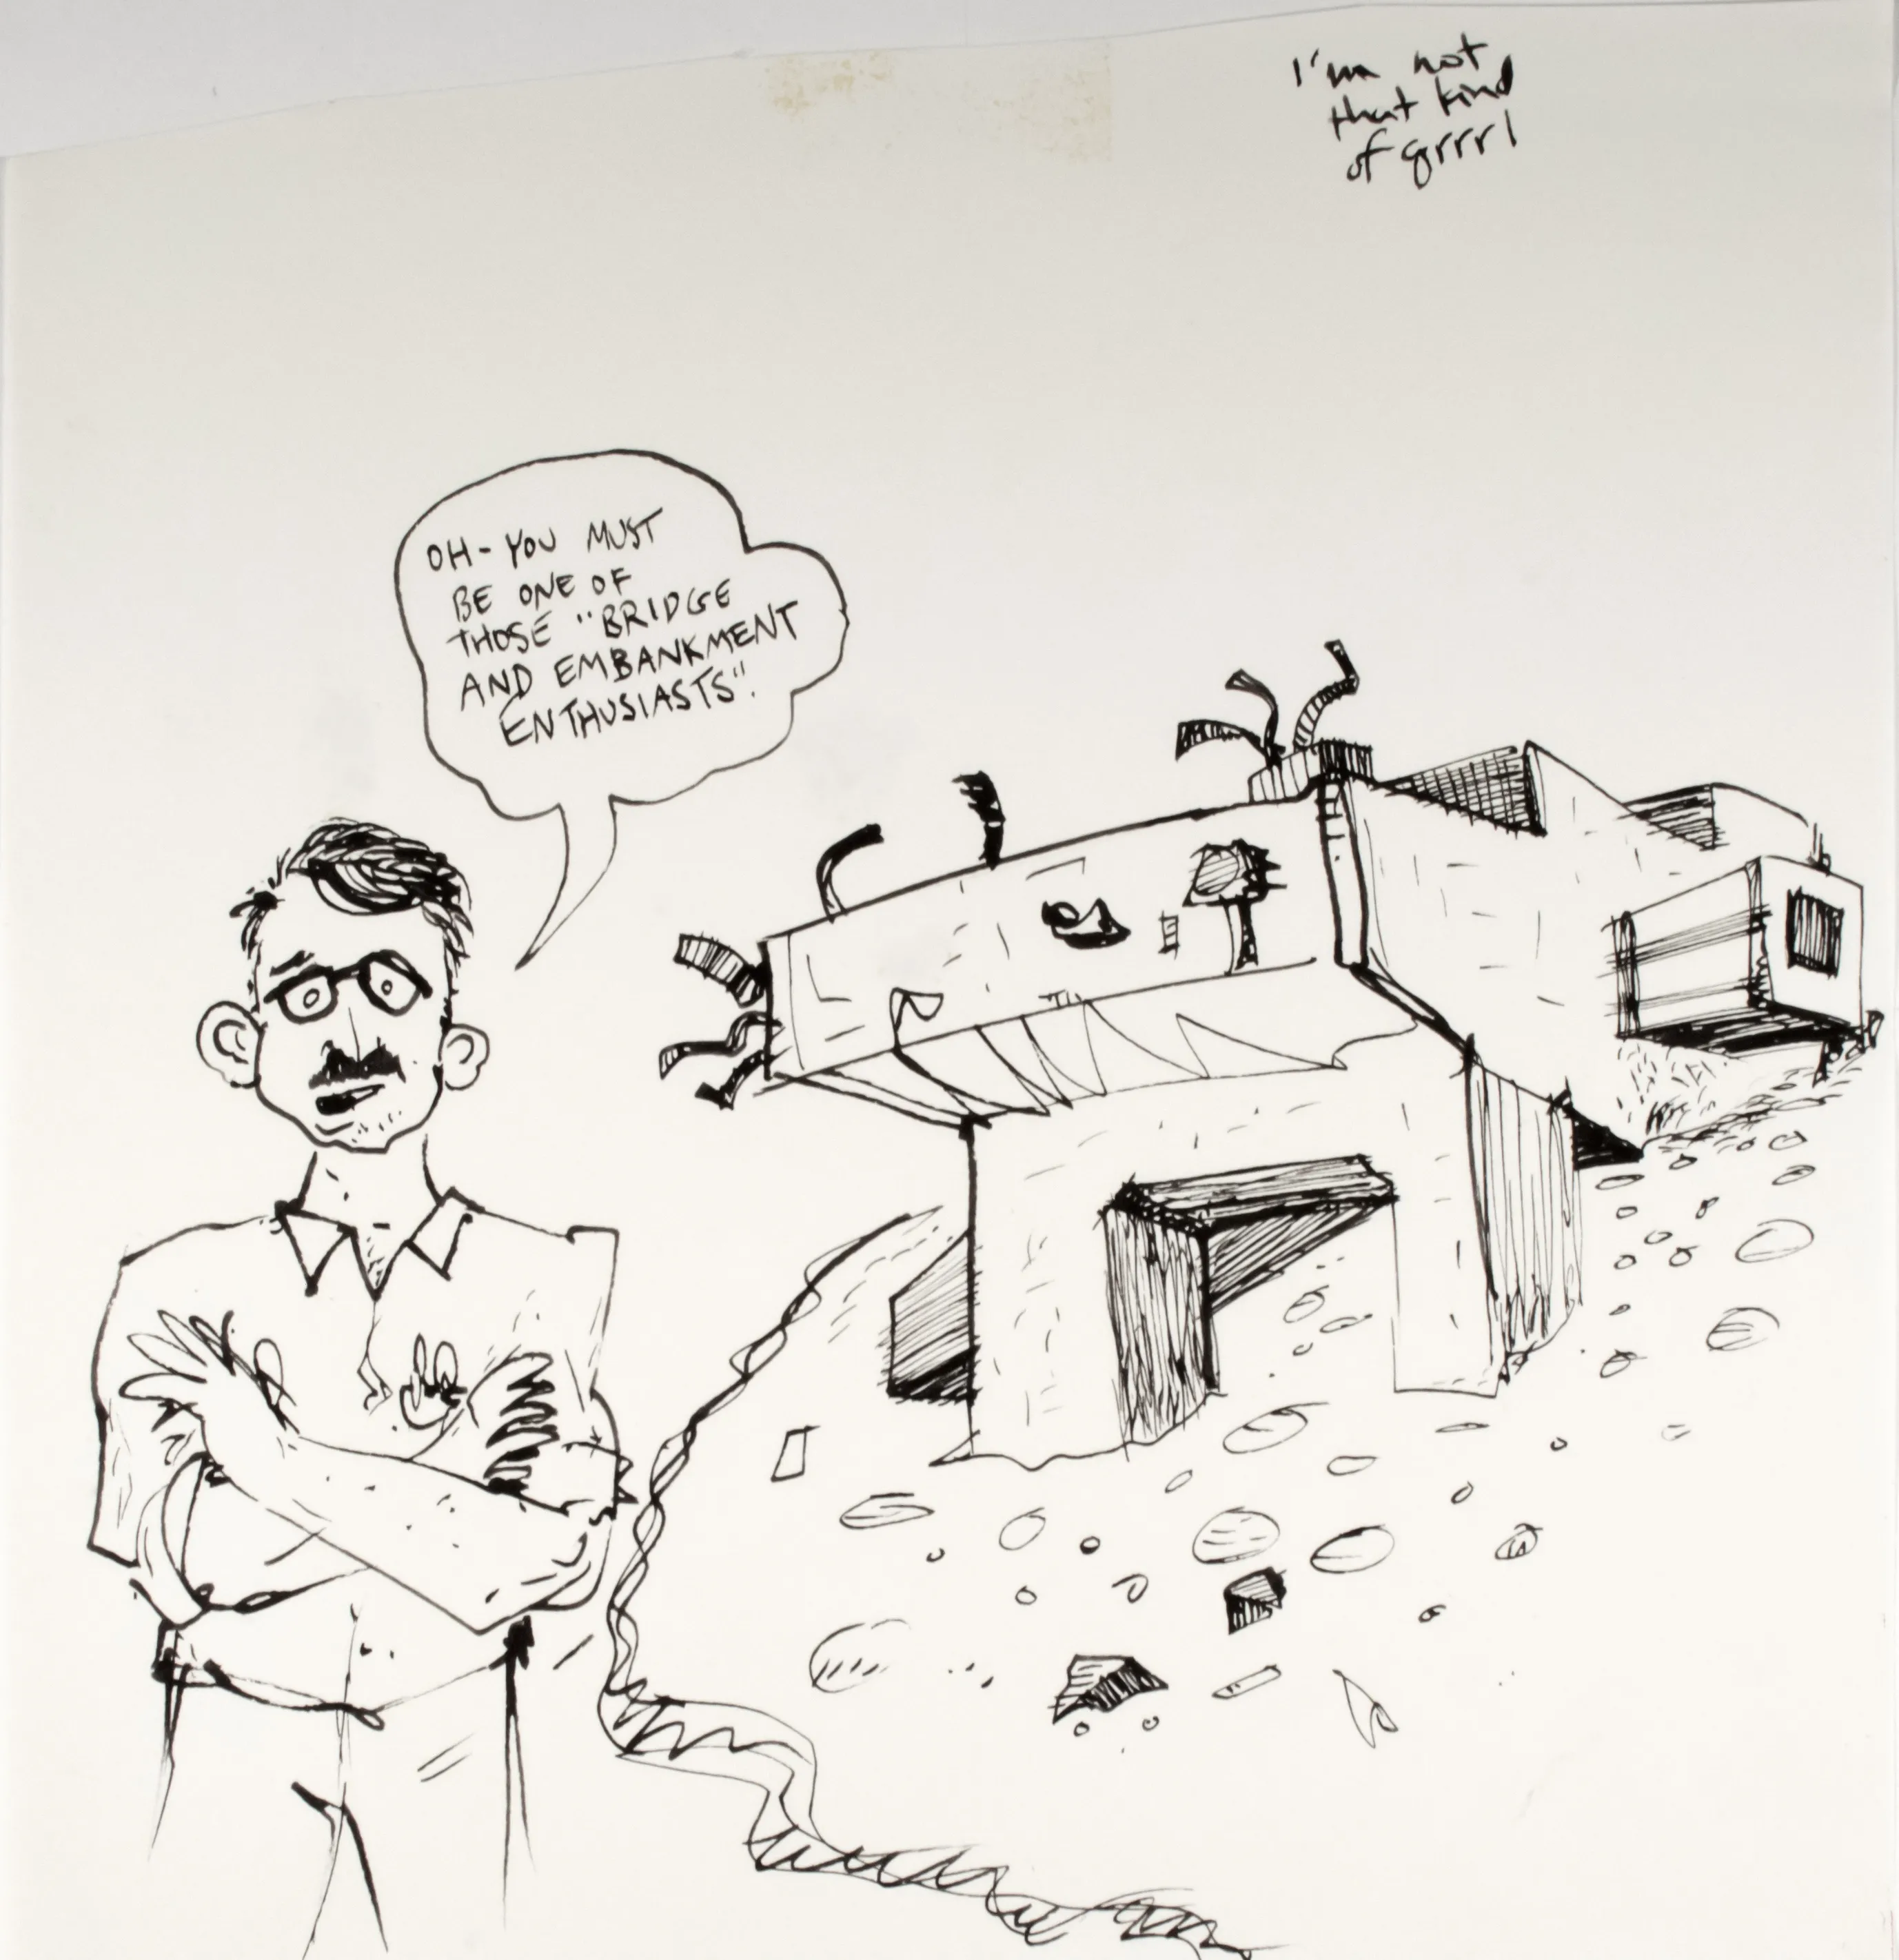 I'm not
that kind
of grrrl
OH- YOU MUST
BE ONE OF
THOSE "BRIDGE
AND EMBANKMENT
ENTHUSIASTS".